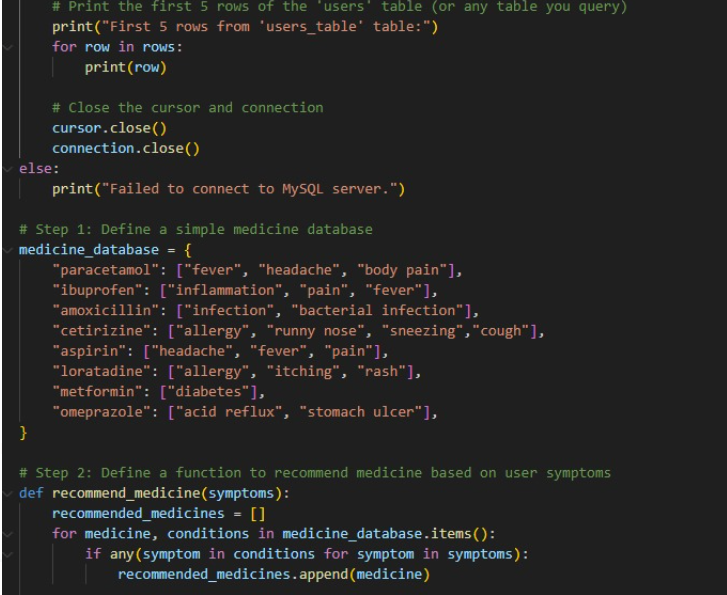 # Print the first 5 rows of the 'users' table (or any table you query)
    print("First 5 rows from 'users_table' table:")
    for row in rows:
        print(row)

    # Close the cursor and connection
    cursor.close()
    connection.close()
else:
    print("Failed to connect to MySQL server.")

# Step 1: Define a simple medicine database
medicine_database = {
    "paracetamol": ["fever", "headache", "body pain"],
    "ibuprofen": ["inflammation", "pain", "fever"],
    "amoxicillin": ["infection", "bacterial infection"],
    "cetirizine": ["allergy", "runny nose", "sneezing","cough"],
    "aspirin": ["headache", "fever", "pain"],
    "loratadine": ["allergy", "itching", "rash"],
    "metformin": ["diabetes"],
    "omeprazole": ["acid reflux", "stomach ulcer"],
}

# Step 2: Define a function to recommend medicine based on user symptoms
def recommend_medicine(symptoms):
    recommended_medicines = []
    for medicine, conditions in medicine_database.items():
        if any(symptom in conditions for symptom in symptoms):
            recommended_medicines.append(medicine)